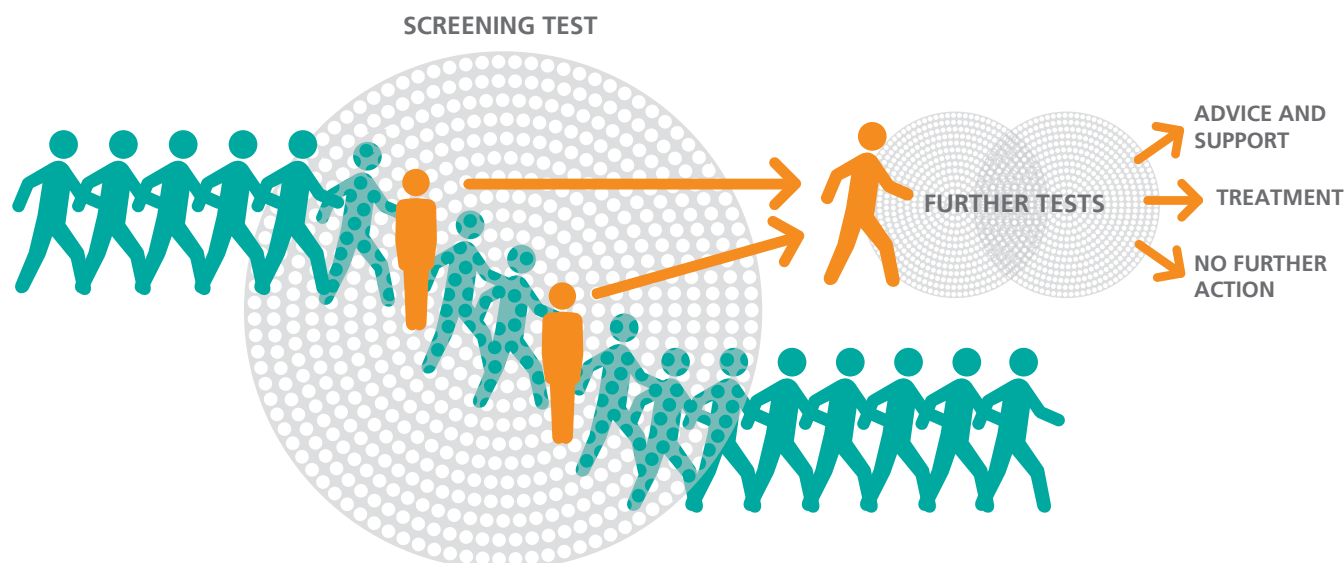 SCREENING TEST
FURTHER TESTS
ADVICE AND
SUPPORT
TREATMENT
NO FURTHER
ACTION